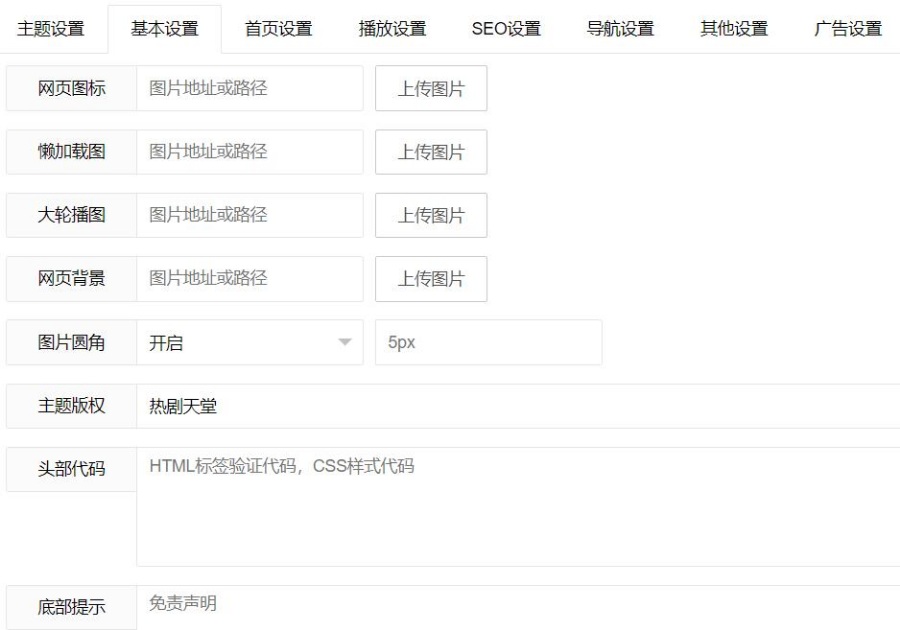 主题设置 基本设置 首页设置 播放设置 SEO设置 导航设置 其他设置 广告设置
网页图标 图片地址或路径 上传图片
懒加载图 图片地址或路径 上传图片
大轮播图 图片地址或路径 上传图片
网页背景 图片地址或路径 上传图片
图片圆角 开启 5px
主题版权 热剧天堂
头部代码 HTML标签验证代码，CSS样式代码
底部提示 免责声明